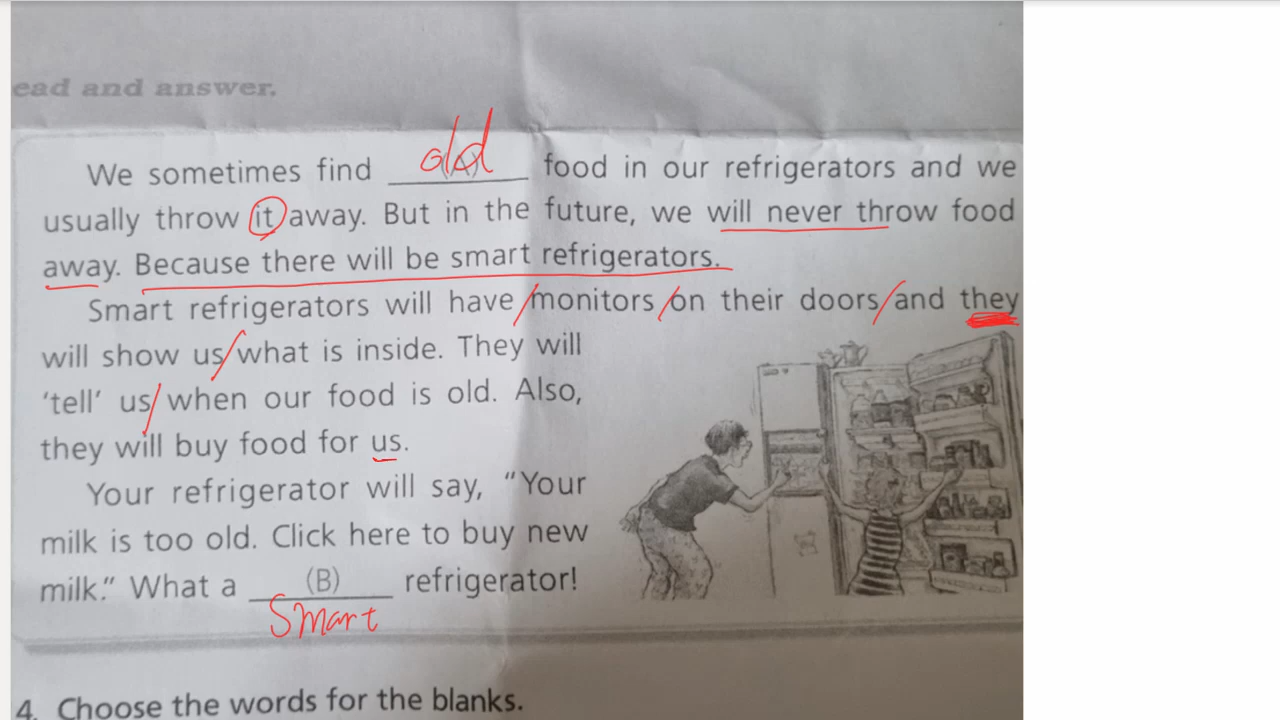 ead and answer.
We sometimes find old (A) food in our refrigerators and we
usually throw it away. But in the future, we will never throw food
away. Because there will be smart refrigerators.
Smart refrigerators will have monitors on their doors and they
will show us what is inside. They will
‘tell’ us when our food is old. Also,
they will buy food for us.
Your refrigerator will say, “Your
milk is too old. Click here to buy new
milk.” What a (B) refrigerator!
Smart
4. Choose the words for the blanks.